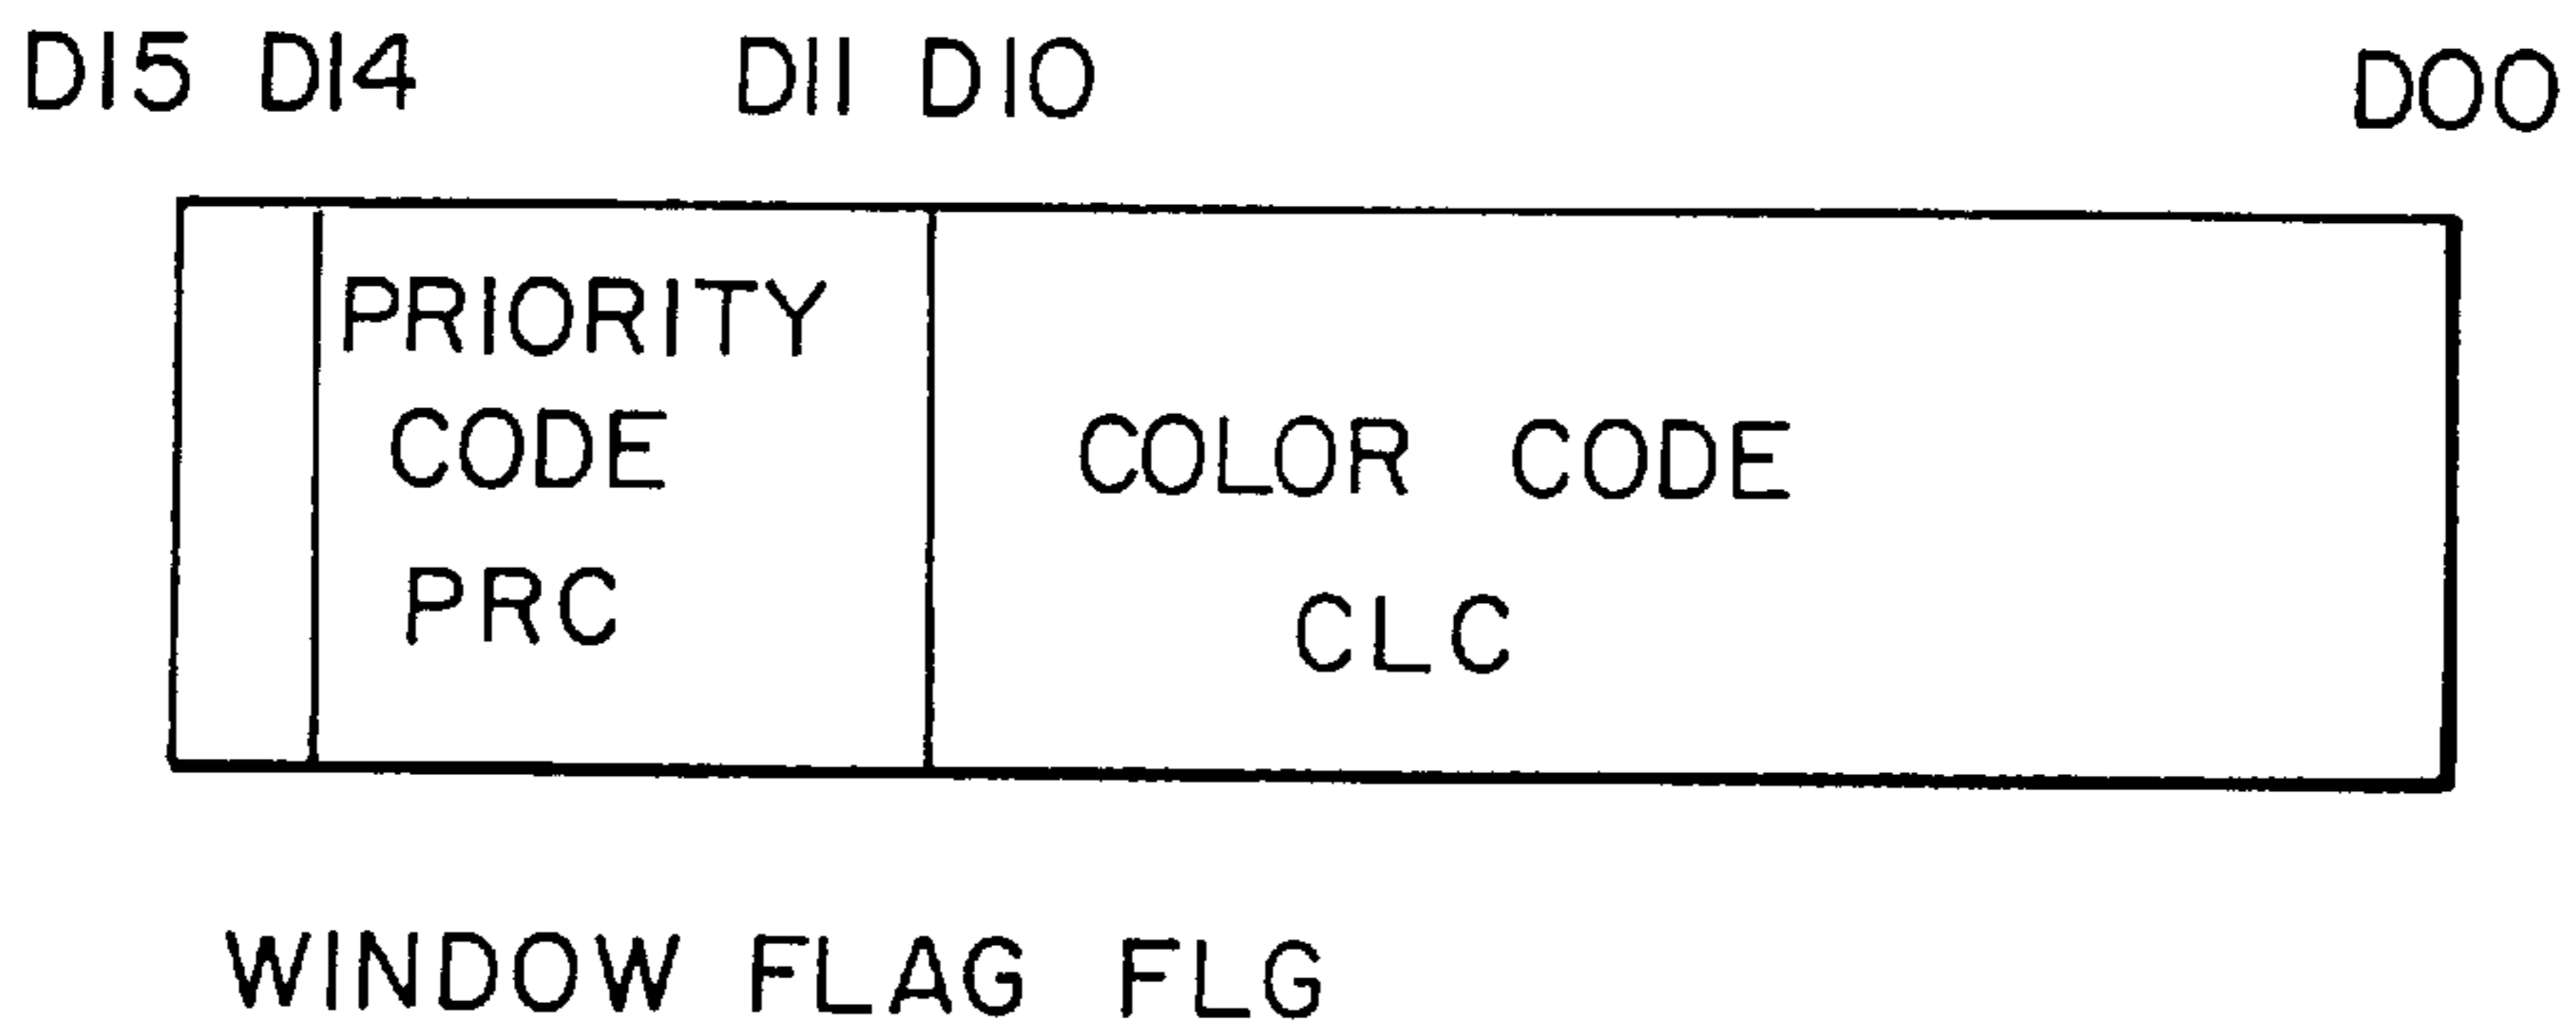 D15 D14 D11 D10 D00
PRIORITY
CODE
PRC
COLOR CODE
CLC
WINDOW FLAG FLG